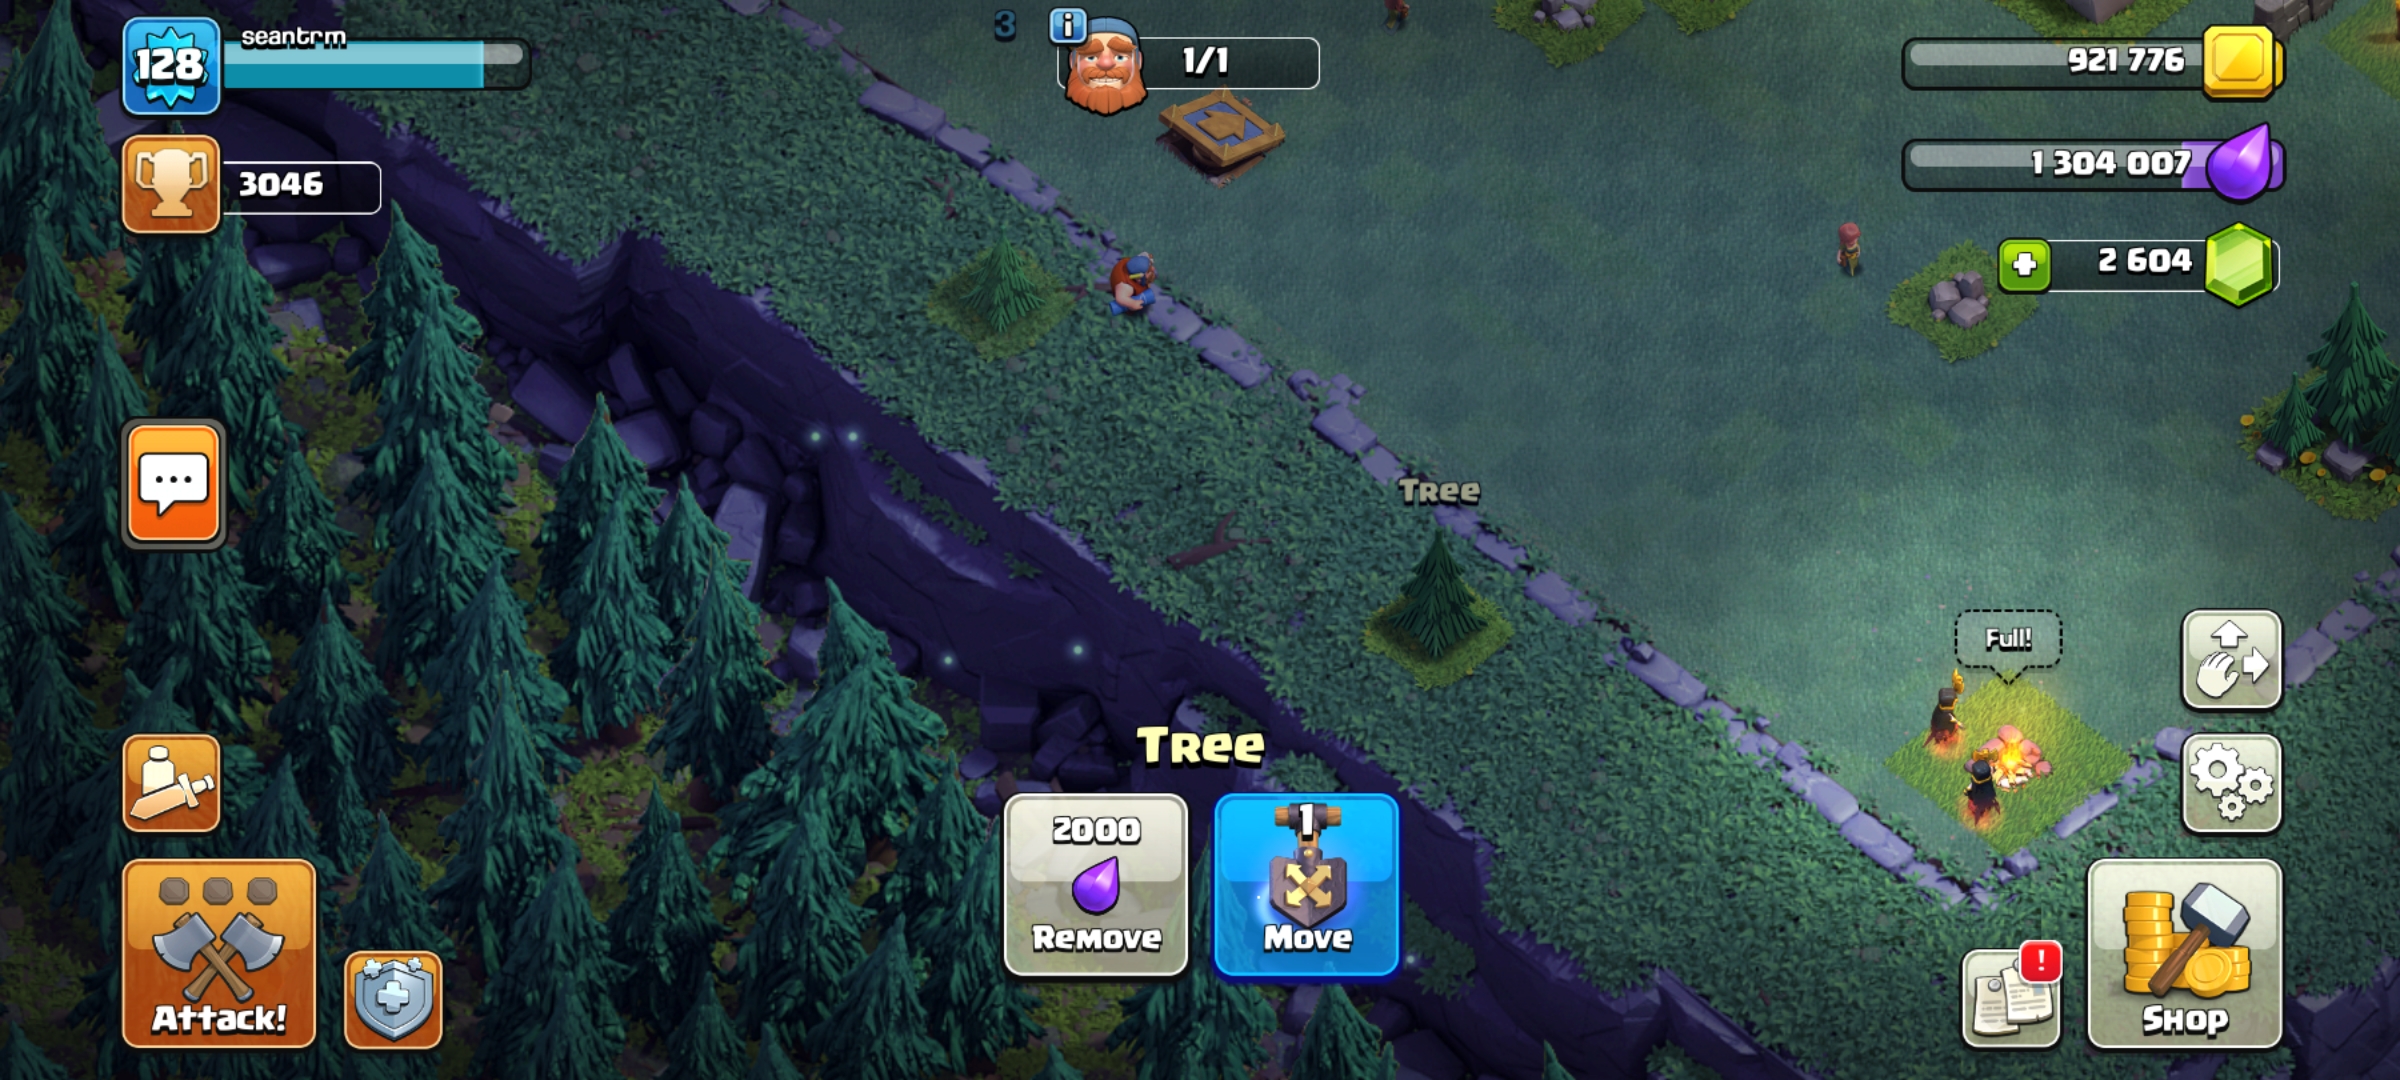 128
seantrm
3
i
1/1
921 776
3046
1 304 007
2 604
Tree
Full!
Tree
2000
Remove
1
Move
Attack!
!
Shop